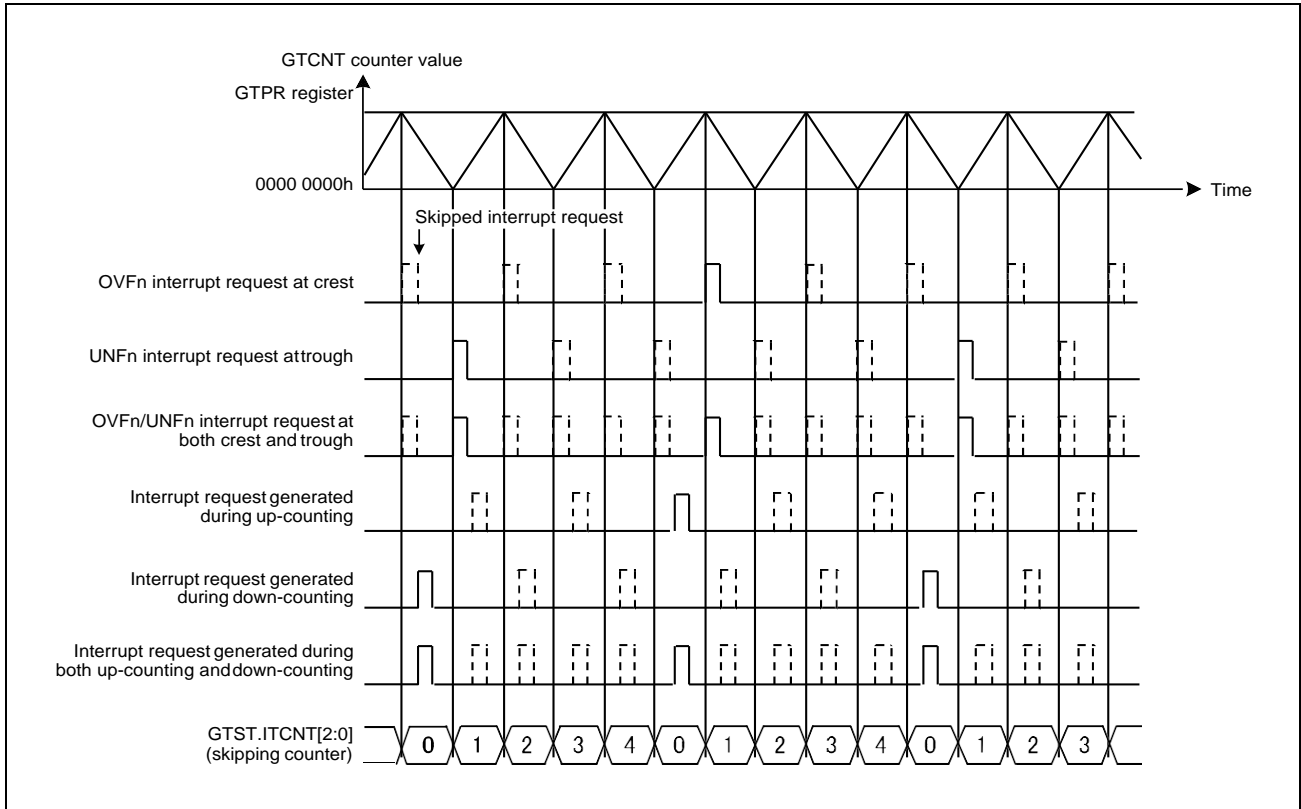 GTCNT counter value
GTPR register
0000 0000h
Time
Skipped interrupt request
OVFn interrupt request at crest
UNFn interrupt request attrough
OVFn/UNFn interrupt request at
both crest and trough
Interrupt request generated
during up-counting
Interrupt request generated
during down-counting
Interrupt request generated during
both up-counting anddown-counting
GTST.ITCNT[2:0]
(skipping counter)
0 1 2 3 4 0 1 2 3 4 0 1 2 3